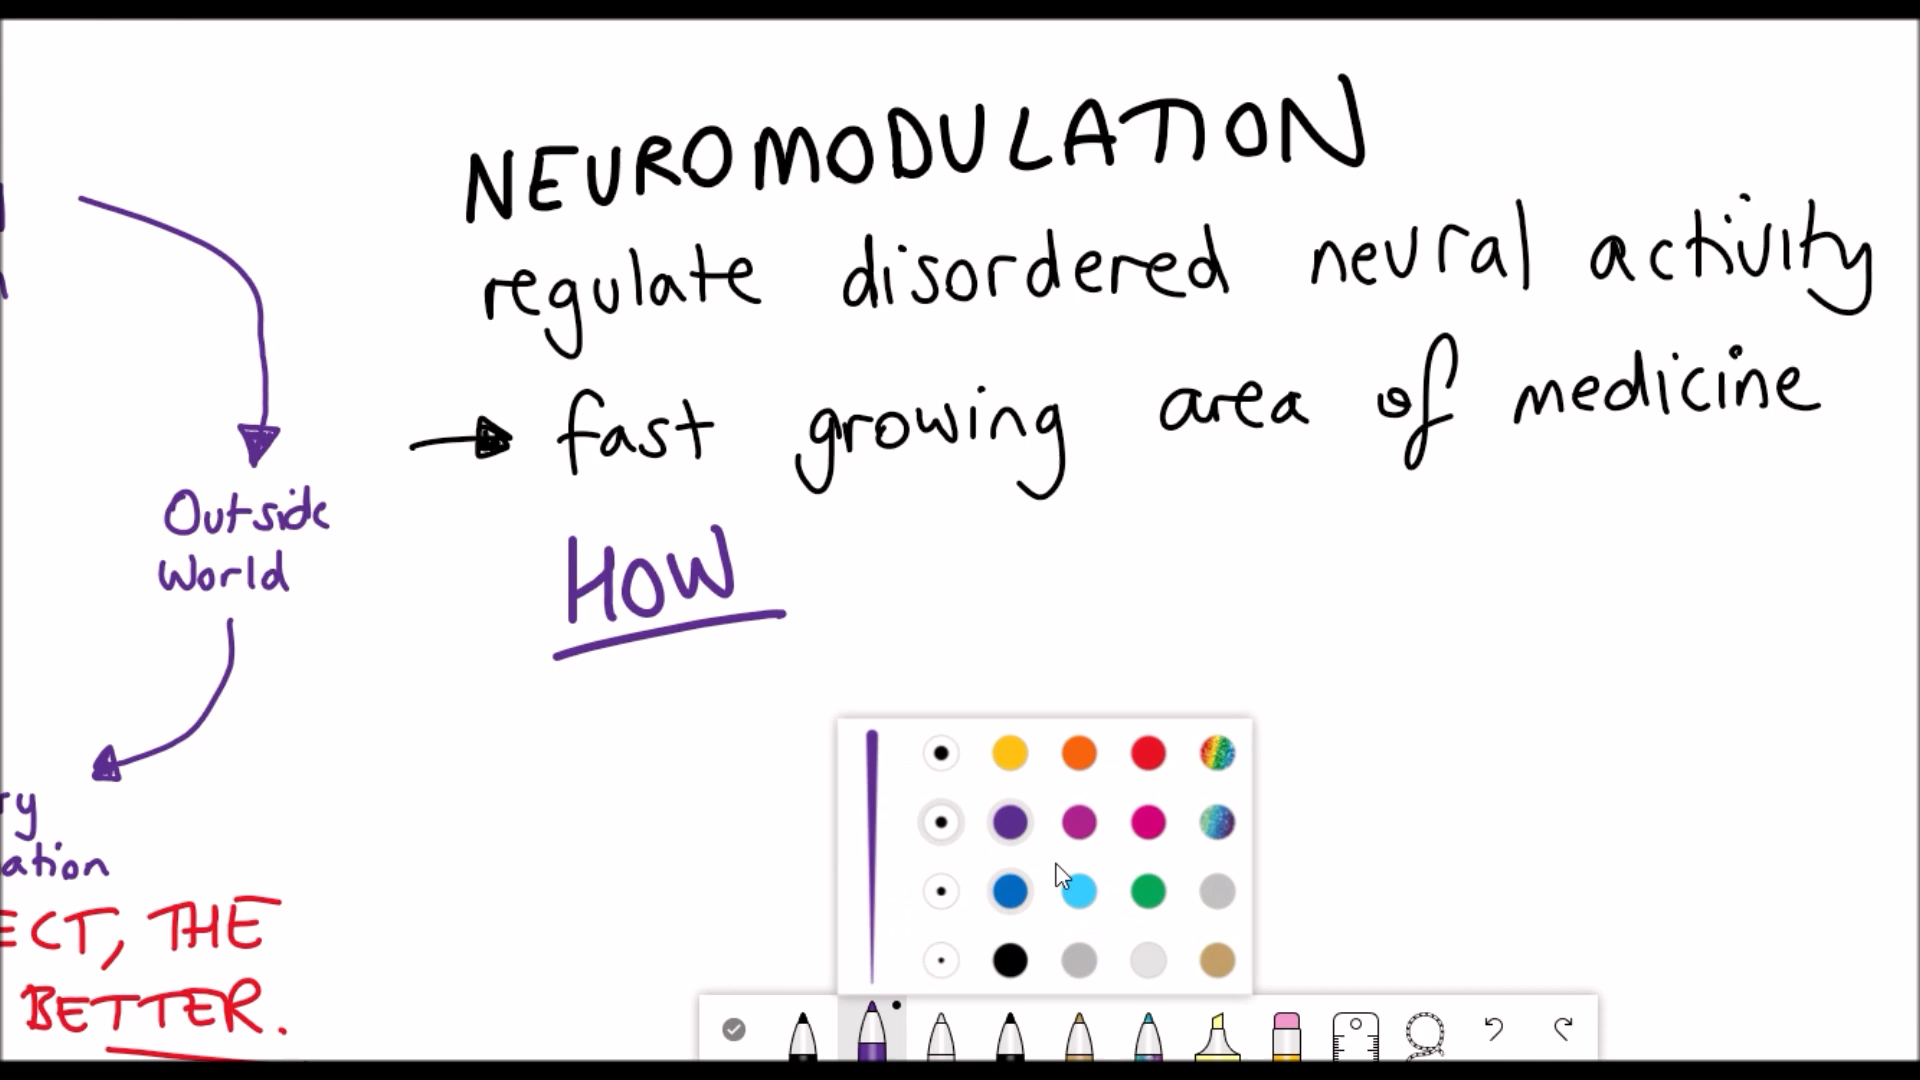 NEUROMODULATION
regulate disordered neural activity
→ fast growing area of medicine
HOW
Outside
World
ry
ation
ECT, THE
BETTER.